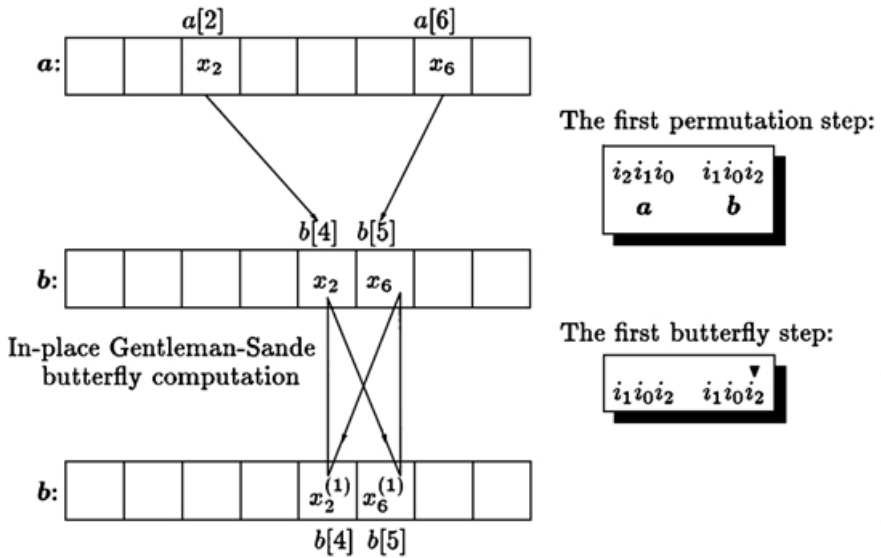 a[2] a[6]
a: x₂ x₆
The first permutation step:
i₂i₁i₀ i₁i₀i₂
a b
b[4] b[5]
b: x₂ x₆
The first butterfly step:
In-place Gentleman-Sande
butterfly computation
i₁i₀i₂ i₁i₀i₂
b: x₂⁽¹⁾ x₆⁽¹⁾
b[4] b[5]